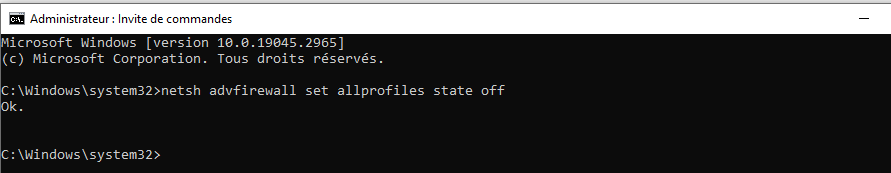 Administrateur : Invite de commandes
Microsoft Windows [version 10.0.19045.2965]
(c) Microsoft Corporation. Tous droits réservés.
C:\Windows\system32>netsh advfirewall set allprofiles state off
Ok.
C:\Windows\system32>